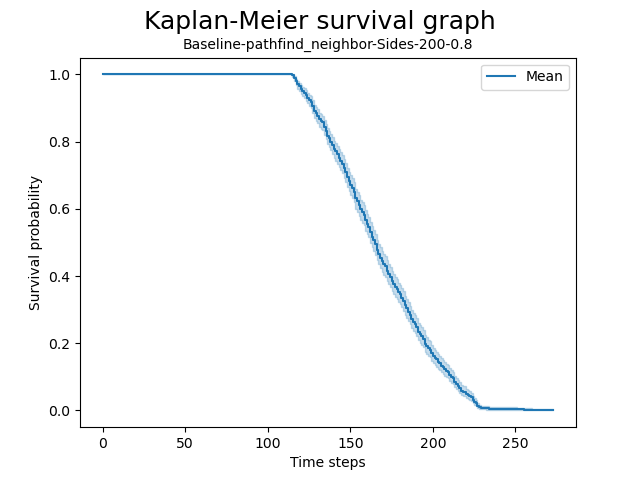 Kaplan-Meier survival graph
Baseline-pathfind_neighbor-Sides-200-0.8
Mean
Survival probability
1.0
0.8
0.6
0.4
0.2
0.0
0 50 100 150 200 250
Time steps